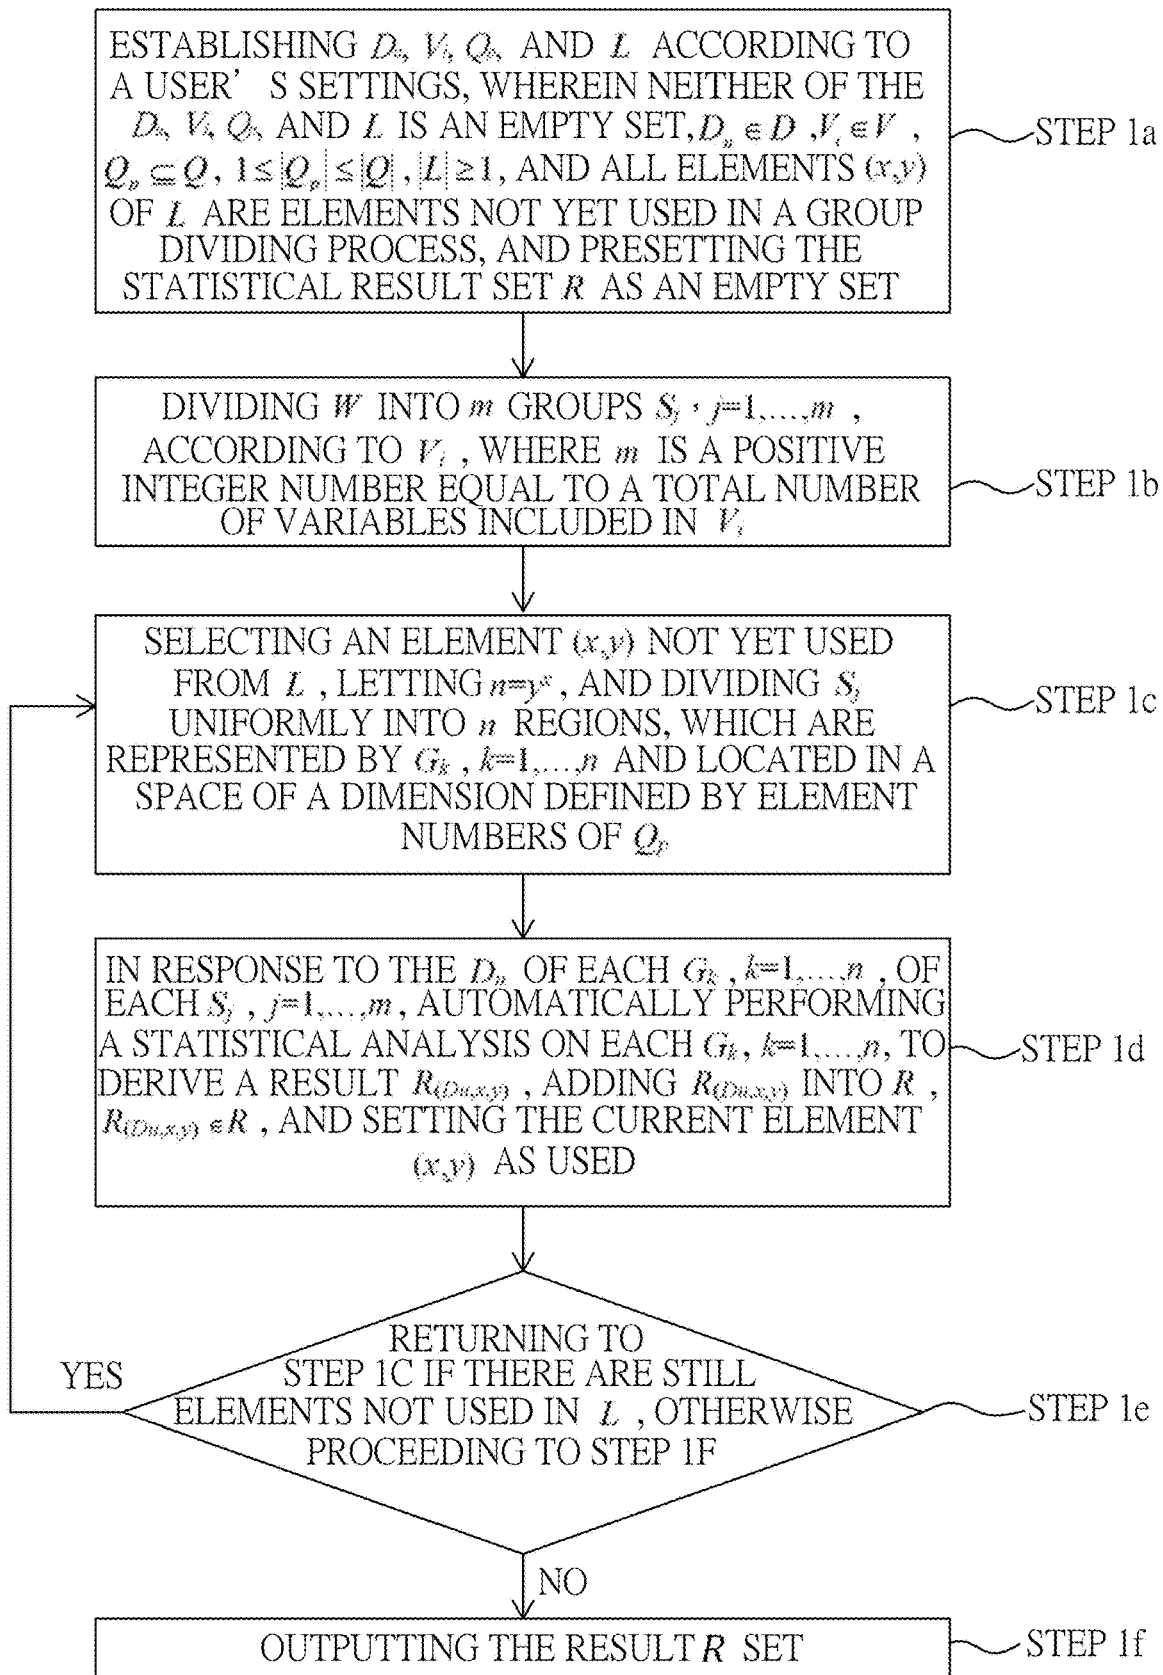 ESTABLISHING Dᵤ, Vᵢ, Qₚ, AND L ACCORDING TO
A USER' S SETTINGS, WHEREIN NEITHER OF THE
Dᵤ, Vᵢ, Qₚ, AND L IS AN EMPTY SET, Dᵤ ∈ D , Vᵢ ∈ V ,
Qₚ ⊆ Q, 1 ≤ |Qₚ| ≤ |Q| , |L| ≥ 1, AND ALL ELEMENTS (x,y)
OF L ARE ELEMENTS NOT YET USED IN A GROUP
DIVIDING PROCESS, AND PRESETTING THE
STATISTICAL RESULT SET R AS AN EMPTY SET
STEP 1a
DIVIDING W INTO m GROUPS Sⱼ , j=1,...,m ,
ACCORDING TO Vᵢ , WHERE m IS A POSITIVE
INTEGER NUMBER EQUAL TO A TOTAL NUMBER
OF VARIABLES INCLUDED IN Vᵢ
STEP 1b
SELECTING AN ELEMENT (x,y) NOT YET USED
FROM L , LETTING n=yˣ, AND DIVIDING Sⱼ
UNIFORMLY INTO n REGIONS, WHICH ARE
REPRESENTED BY Gₖ , k=1,...,n AND LOCATED IN A
SPACE OF A DIMENSION DEFINED BY ELEMENT
NUMBERS OF Qₚ
STEP 1c
IN RESPONSE TO THE Dᵤ OF EACH Gₖ , k=1,...,n , OF
EACH Sⱼ , j=1,...,m, AUTOMATICALLY PERFORMING
A STATISTICAL ANALYSIS ON EACH Gₖ, k=1,...,n, TO
DERIVE A RESULT R(Du,x,y) , ADDING R(Du,x,y) INTO R ,
R(Du,x,y) ∈ R , AND SETTING THE CURRENT ELEMENT
(x,y) AS USED
STEP 1d
RETURNING TO
STEP 1C IF THERE ARE STILL
ELEMENTS NOT USED IN L , OTHERWISE
PROCEEDING TO STEP 1F
YES
STEP 1e
NO
OUTPUTTING THE RESULT R SET
STEP 1f